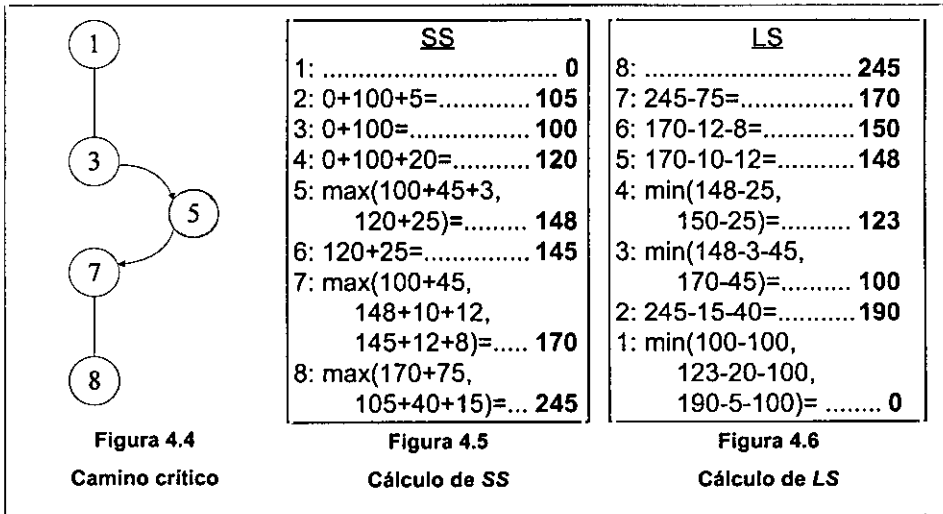 1
3
5
7
8
Figura 4.4
Camino crítico
SS
1: .................................. 0
2: 0+100+5=............. 105
3: 0+100=................. 100
4: 0+100+20=........... 120
5: max(100+45+3,
120+25)=......... 148
6: 120+25=................ 145
7: max(100+45,
148+10+12,
145+12+8)=..... 170
8: max(170+75,
105+40+15)=... 245
Figura 4.5
Cálculo de SS
LS
8: .............................. 245
7: 245-75=............... 170
6: 170-12-8=............ 150
5: 170-10-12=.......... 148
4: min(148-25,
150-25)=.......... 123
3: min(148-3-45,
170-45)=.......... 100
2: 245-15-40=........... 190
1: min(100-100,
123-20-100,
190-5-100)= ........ 0
Figura 4.6
Cálculo de LS